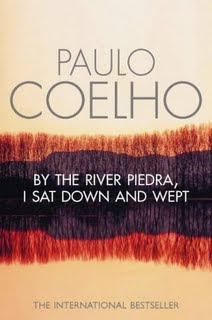 PAULO
COELHO
BY THE RIVER PIEDRA,
I SAT DOWN AND WEPT
THE INTERNATIONAL BESTSELLER